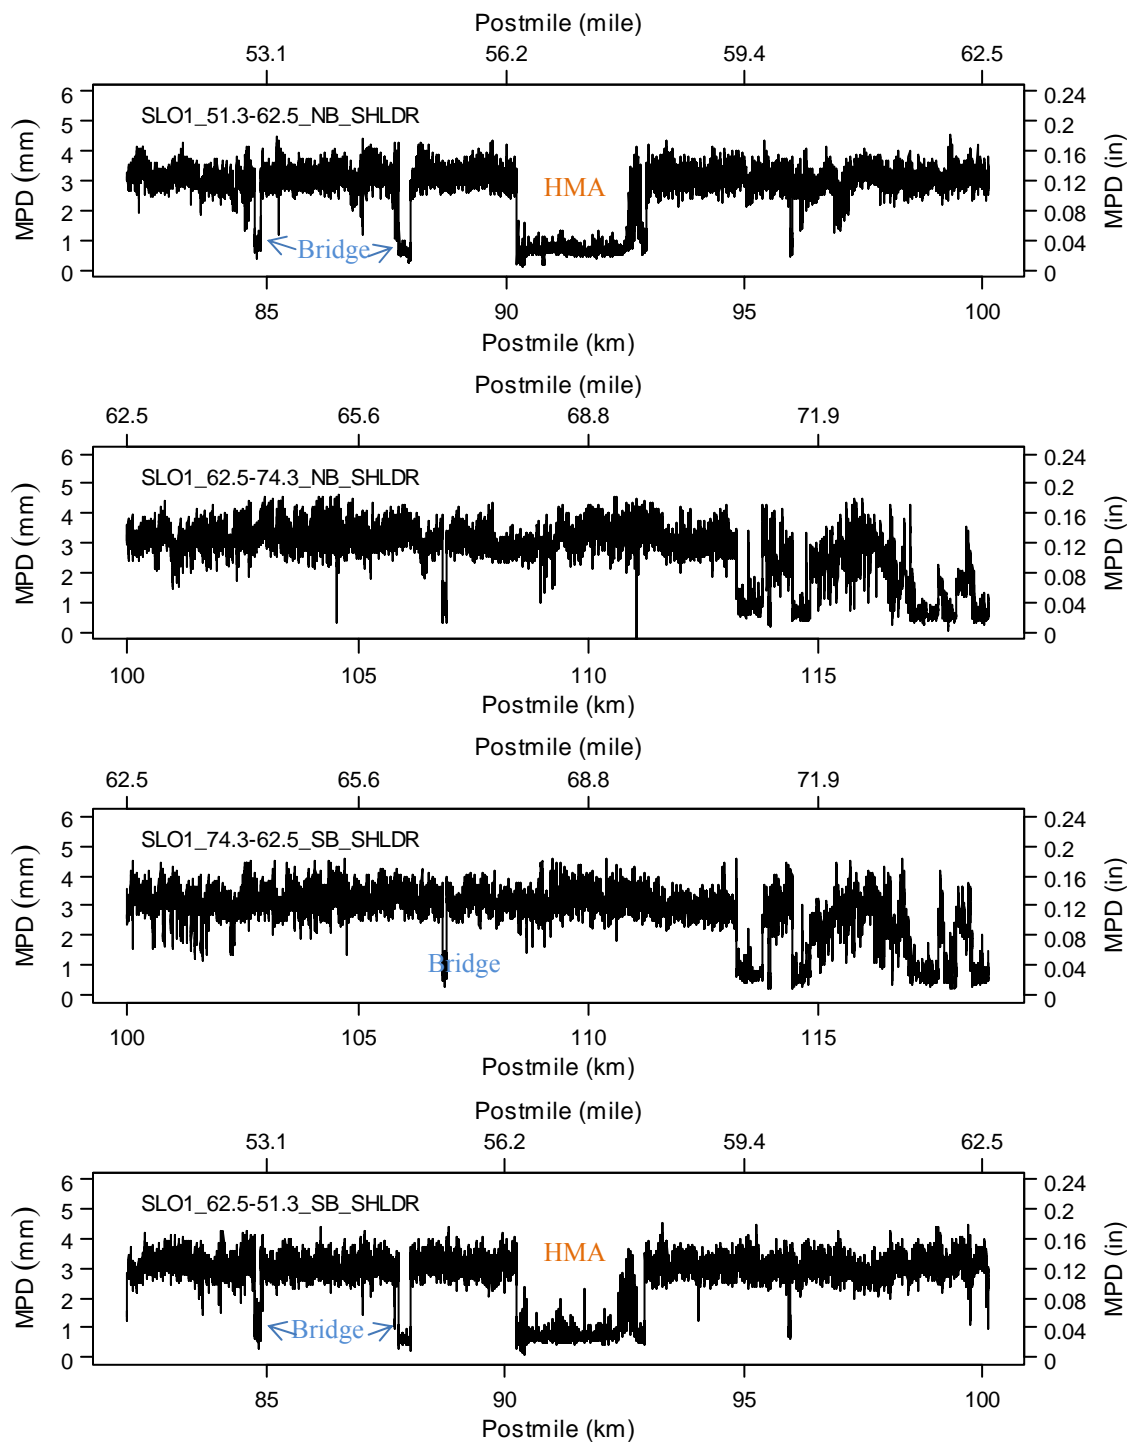 Postmile (mile)
53.1 56.2 59.4 62.5
6 0.24
SLO1_51.3-62.5_NB_SHLDR
5 0.2
4 0.16
3 HMA 0.12
2 0.08
1 Bridge 0.04
0 0
MPD (mm)
MPD (in)
85 90 95 100
Postmile (km)
Postmile (mile)
62.5 65.6 68.8 71.9
6 0.24
SLO1_62.5-74.3_NB_SHLDR
5 0.2
4 0.16
3 0.12
2 0.08
1 0.04
0 0
MPD (mm)
MPD (in)
100 105 110 115
Postmile (km)
Postmile (mile)
62.5 65.6 68.8 71.9
6 0.24
SLO1_74.3-62.5_SB_SHLDR
5 0.2
4 0.16
3 0.12
2 0.08
1 Bridge 0.04
0 0
MPD (mm)
MPD (in)
100 105 110 115
Postmile (km)
Postmile (mile)
53.1 56.2 59.4 62.5
6 0.24
SLO1_62.5-51.3_SB_SHLDR
5 0.2
4 HMA 0.16
3 0.12
2 0.08
1 Bridge 0.04
0 0
MPD (mm)
MPD (in)
85 90 95 100
Postmile (km)